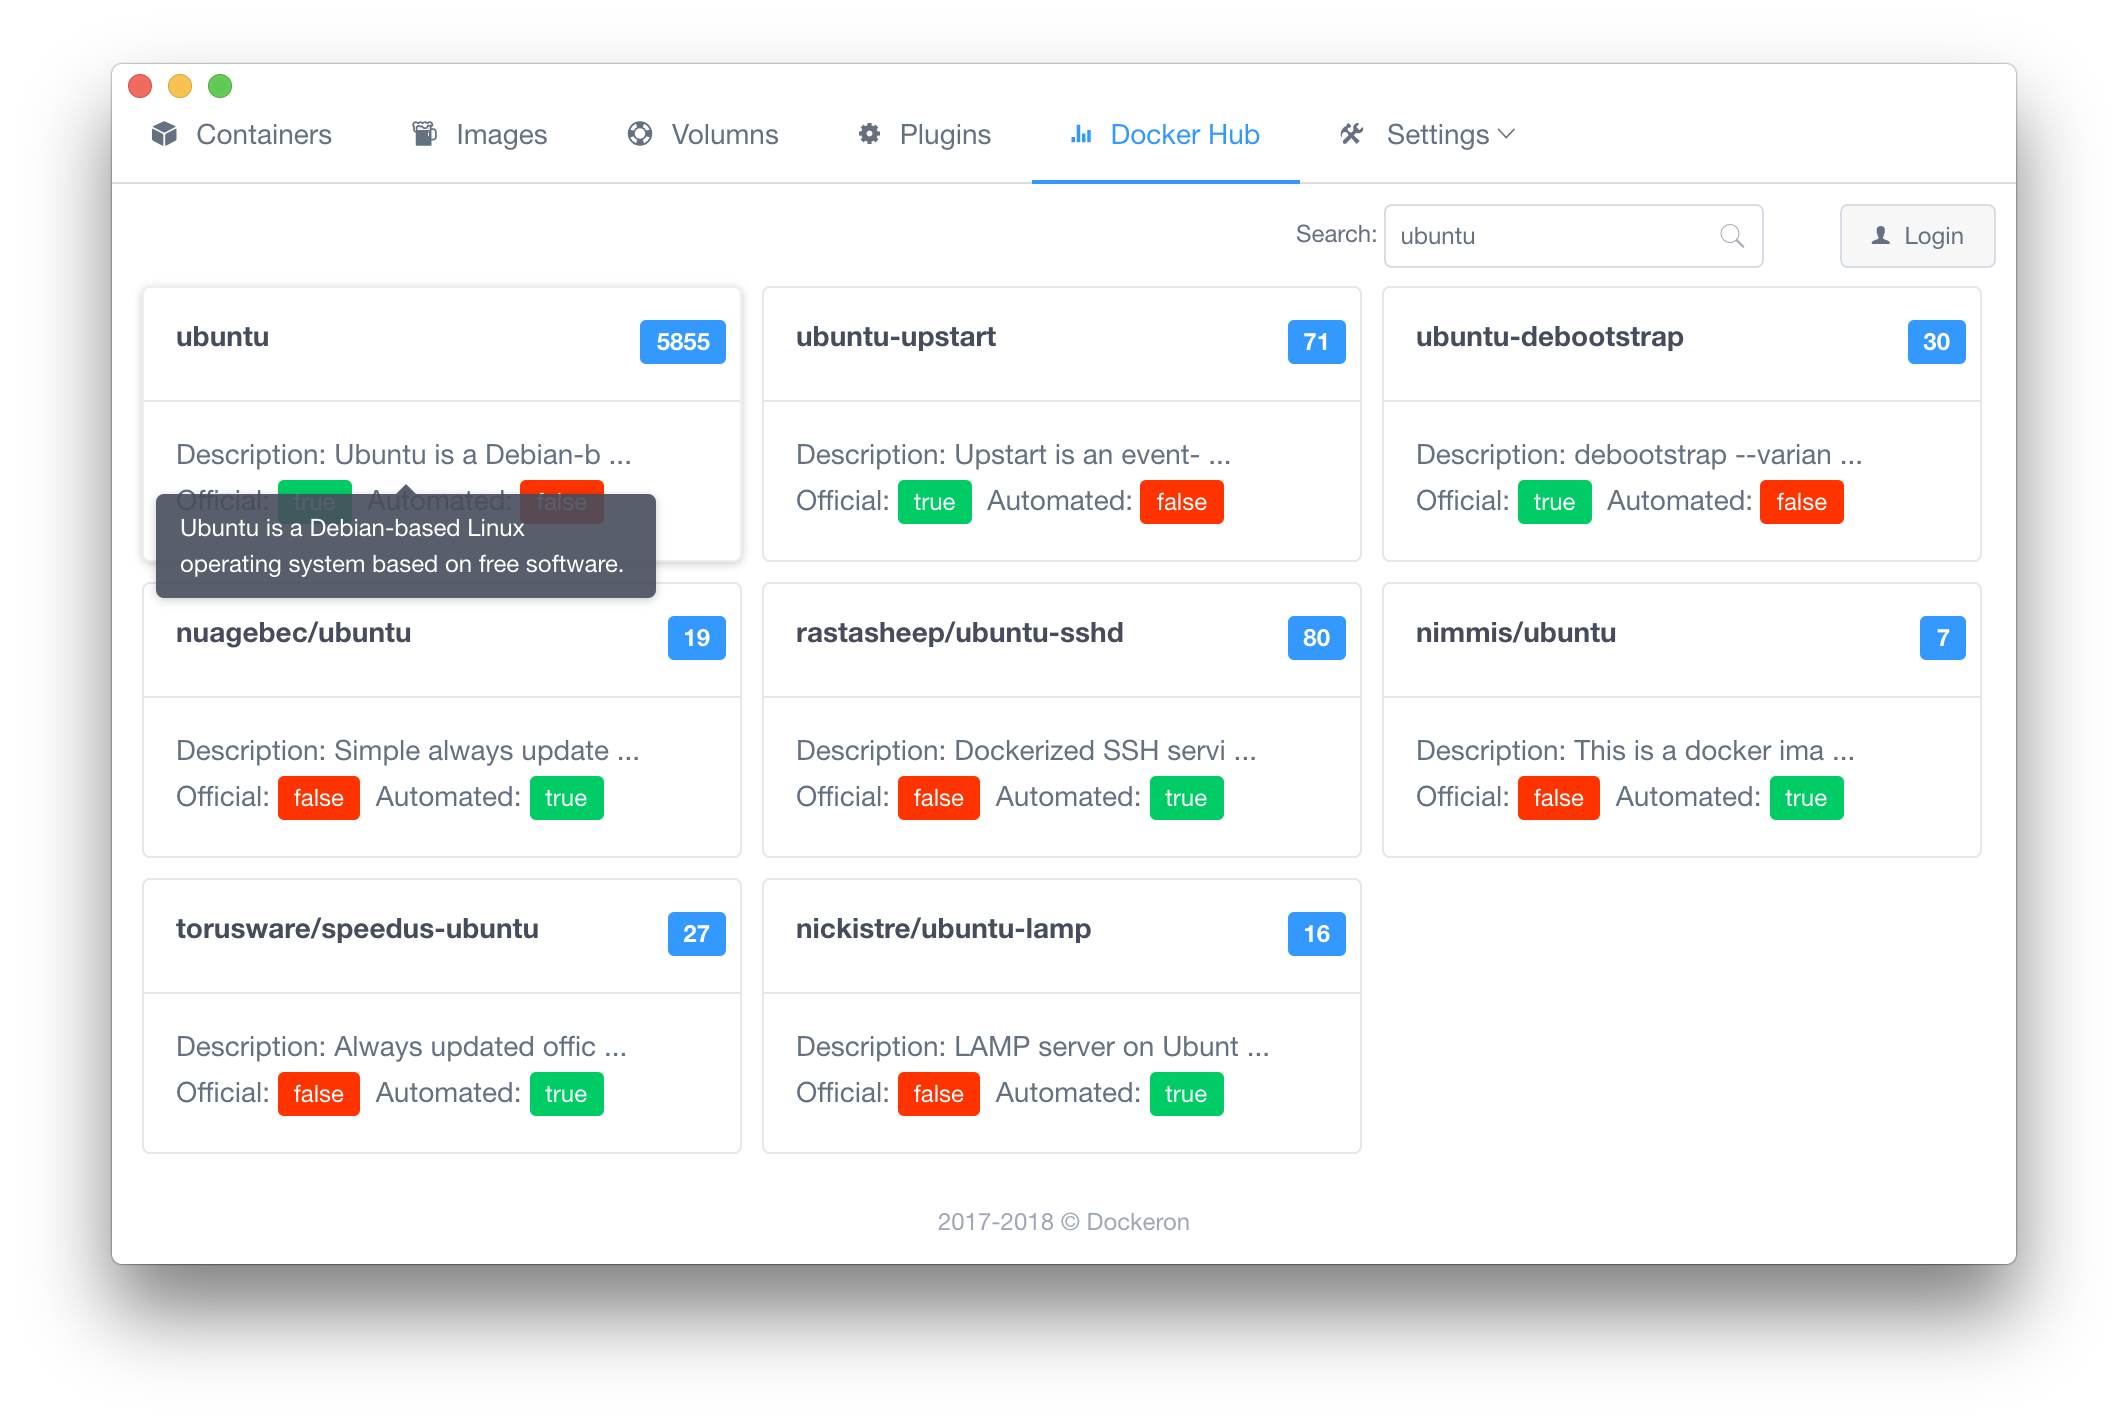 Containers Images Volumns Plugins Docker Hub Settings
Search: ubuntu Login
ubuntu 5855
Description: Ubuntu is a Debian-b ...
Official: true Automated: false
Ubuntu is a Debian-based Linux
operating system based on free software.
ubuntu-upstart 71
Description: Upstart is an event- ...
Official: true Automated: false
ubuntu-debootstrap 30
Description: debootstrap --varian ...
Official: true Automated: false
nuagebec/ubuntu 19
Description: Simple always update ...
Official: false Automated: true
rastasheep/ubuntu-sshd 80
Description: Dockerized SSH servi ...
Official: false Automated: true
nimmis/ubuntu 7
Description: This is a docker ima ...
Official: false Automated: true
torusware/speedus-ubuntu 27
Description: Always updated offic ...
Official: false Automated: true
nickistre/ubuntu-lamp 16
Description: LAMP server on Ubunt ...
Official: false Automated: true
2017-2018 © Dockeron